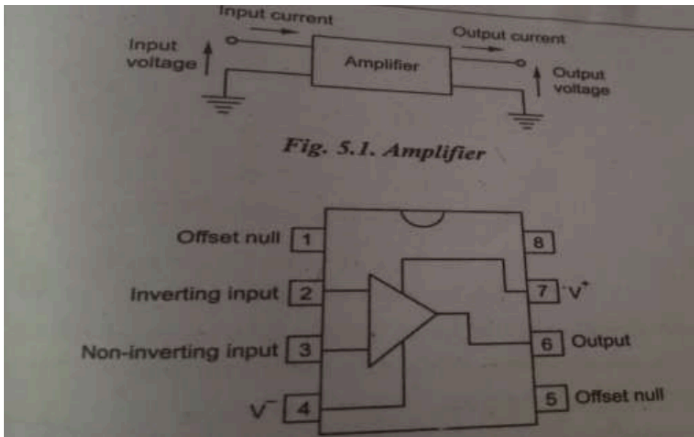 Input current
Output current
Input voltage
Amplifier
Output voltage
Fig. 5.1. Amplifier
Offset null 1
8
Inverting input 2
7 V+
Non-inverting input 3
6 Output
V− 4
5 Offset null